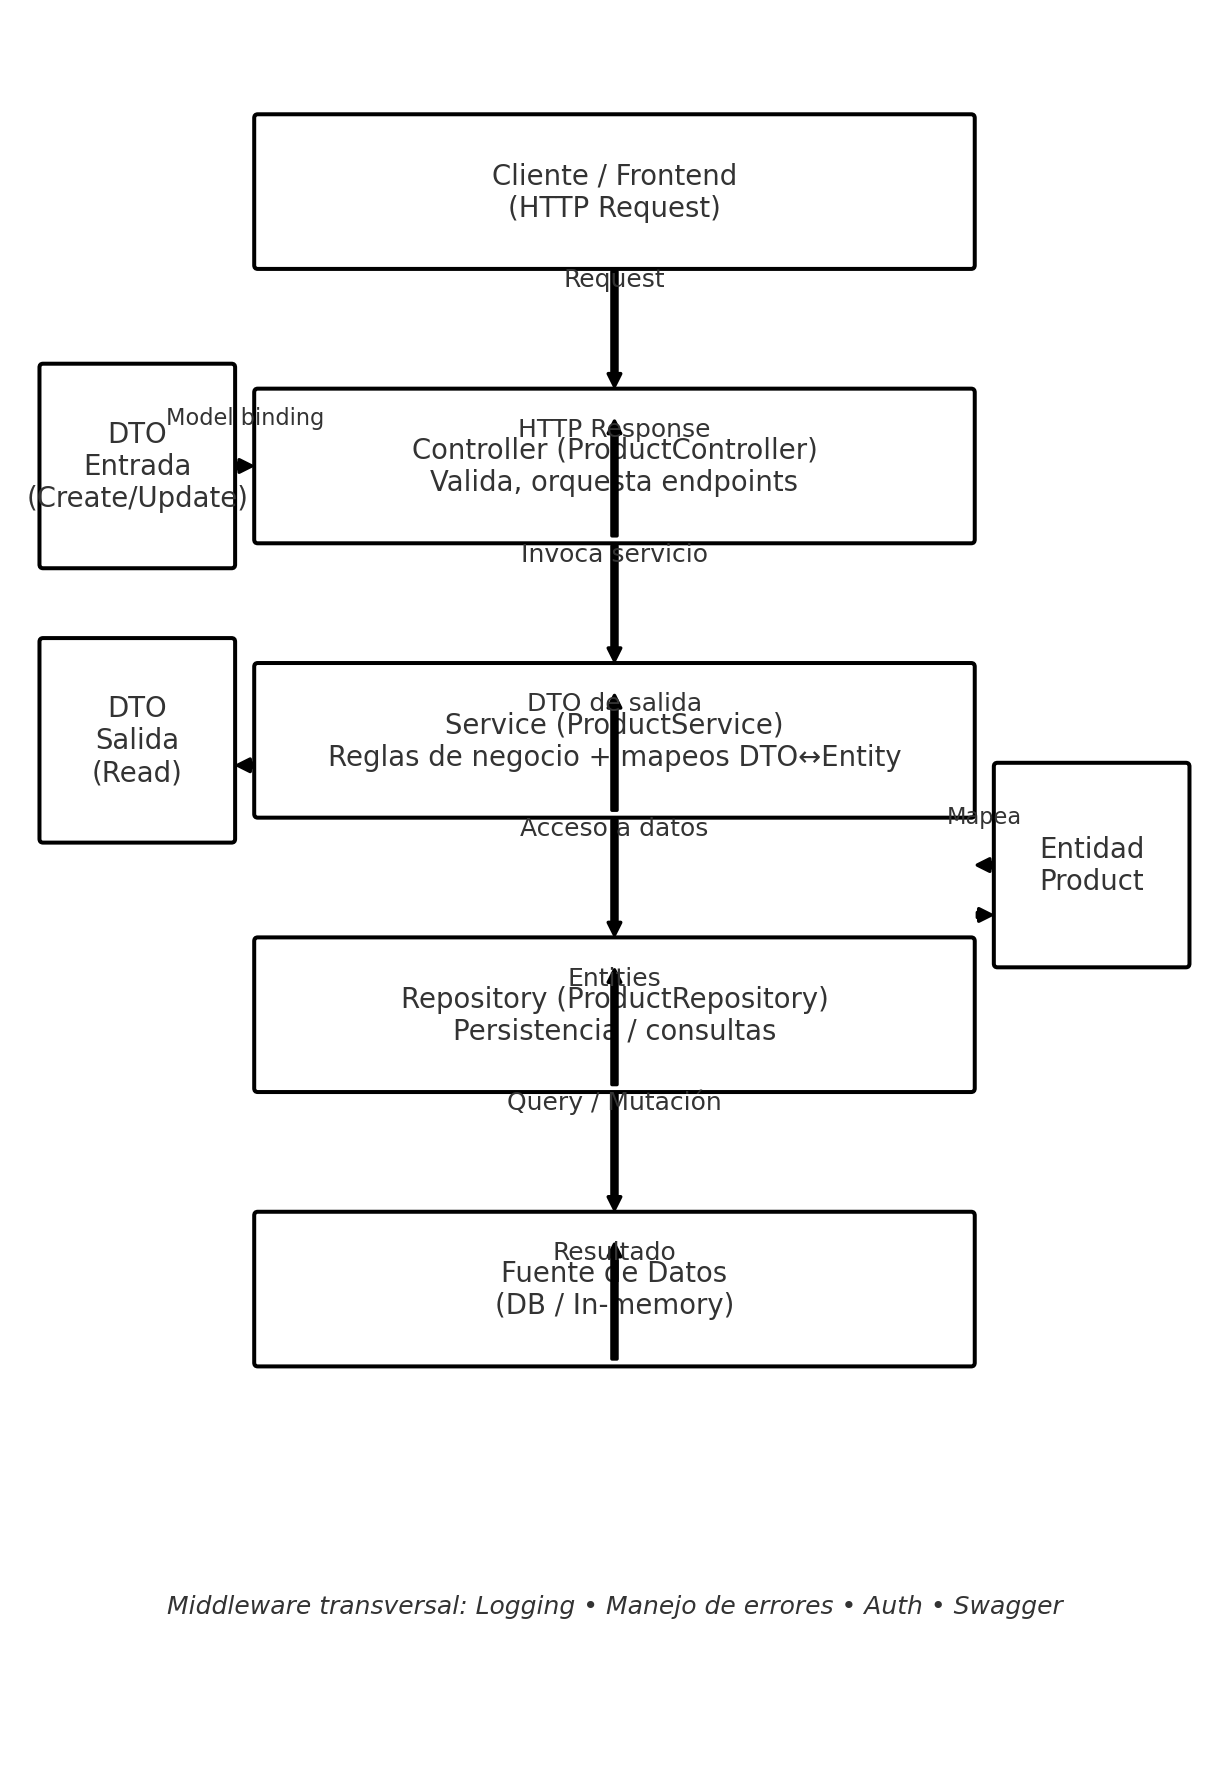 Cliente / Frontend
(HTTP Request)
Request
Model binding
DTO
Entrada
(Create/Update)
HTTP Response
Controller (ProductController)
Valida, orquesta endpoints
Invoca servicio
DTO
Salida
(Read)
DTO de salida
Service (ProductService)
Reglas de negocio + mapeos DTO↔Entity
Mapea
Entidad
Product
Acceso a datos
Entities
Repository (ProductRepository)
Persistencia / consultas
Query / Mutación
Resultado
Fuente de Datos
(DB / In-memory)
Middleware transversal: Logging • Manejo de errores • Auth • Swagger